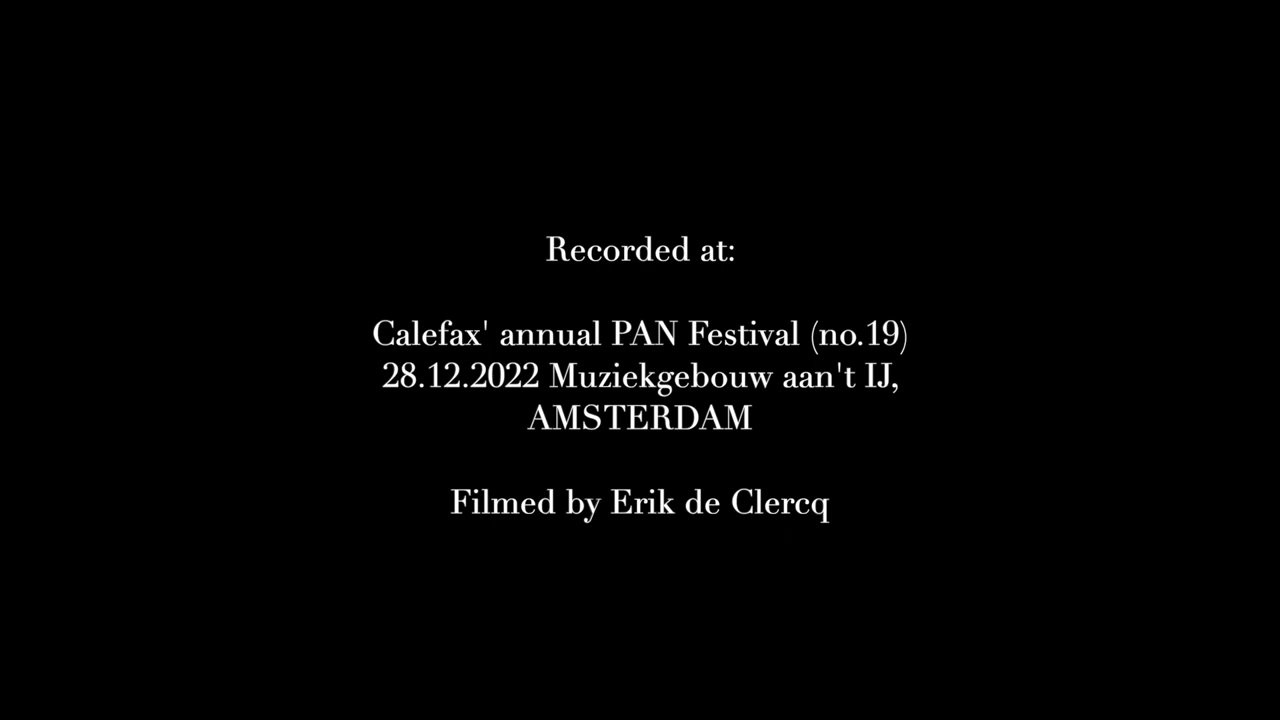 Recorded at:
Calefax' annual PAN Festival (no.19)
28.12.2022 Muziekgebouw aan't IJ,
AMSTERDAM
Filmed by Erik de Clercq